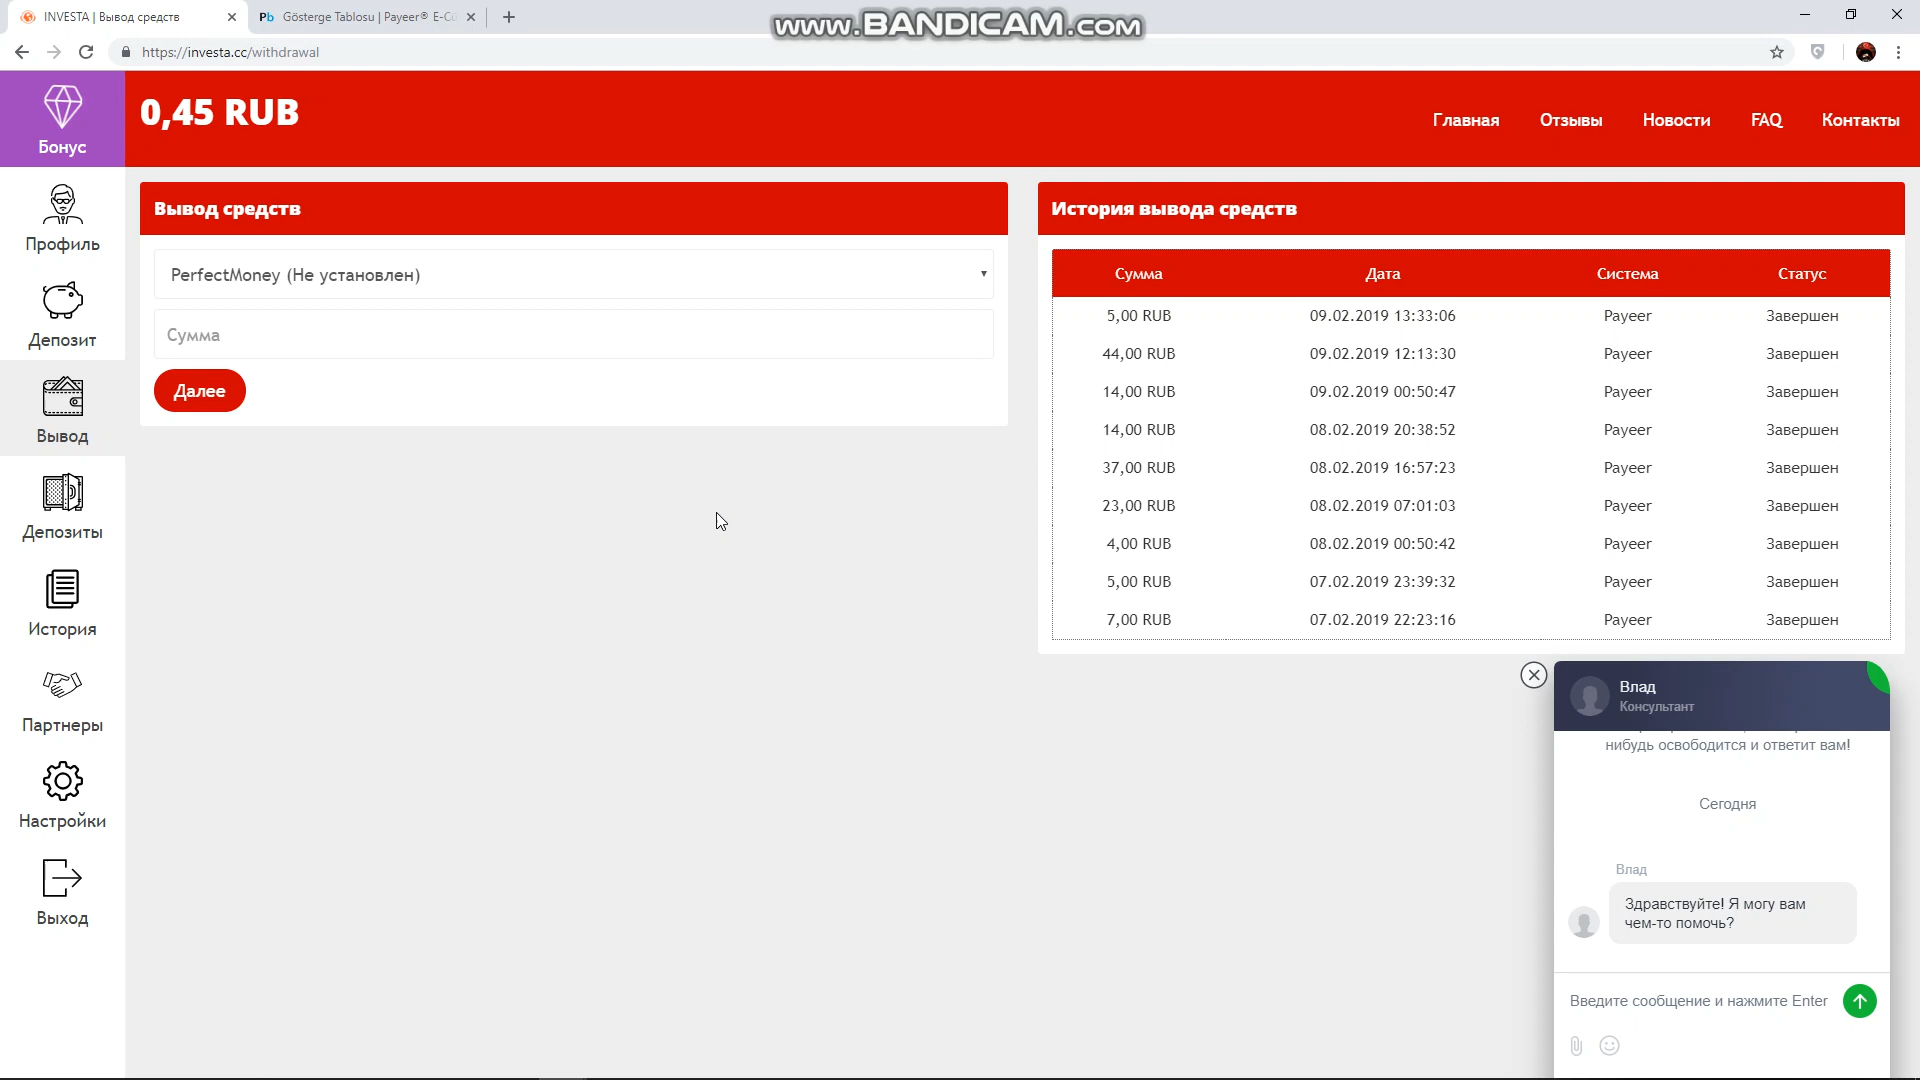 INVESTA | Вывод средств
Pb Gösterge Tablosu | Payeer® E-Cü
www.BANDICAM.com
https://investa.cc/withdrawal
Бонус
0,45 RUB
Главная
Отзывы
Новости
FAQ
Контакты
Профиль
Депозит
Вывод
Депозиты
История
Партнеры
Настройки
Выход
Вывод средств
PerfectMoney (Не установлен)
Сумма
Далее
История вывода средств
Сумма Дата Система Статус
5,00 RUB 09.02.2019 13:33:06 Payeer Завершен
44,00 RUB 09.02.2019 12:13:30 Payeer Завершен
14,00 RUB 09.02.2019 00:50:47 Payeer Завершен
14,00 RUB 08.02.2019 20:38:52 Payeer Завершен
37,00 RUB 08.02.2019 16:57:23 Payeer Завершен
23,00 RUB 08.02.2019 07:01:03 Payeer Завершен
4,00 RUB 08.02.2019 00:50:42 Payeer Завершен
5,00 RUB 07.02.2019 23:39:32 Payeer Завершен
7,00 RUB 07.02.2019 22:23:16 Payeer Завершен
Влад
Консультант
нибудь освободится и ответит вам!
Сегодня
Влад
Здравствуйте! Я могу вам
чем-то помочь?
Введите сообщение и нажмите Enter